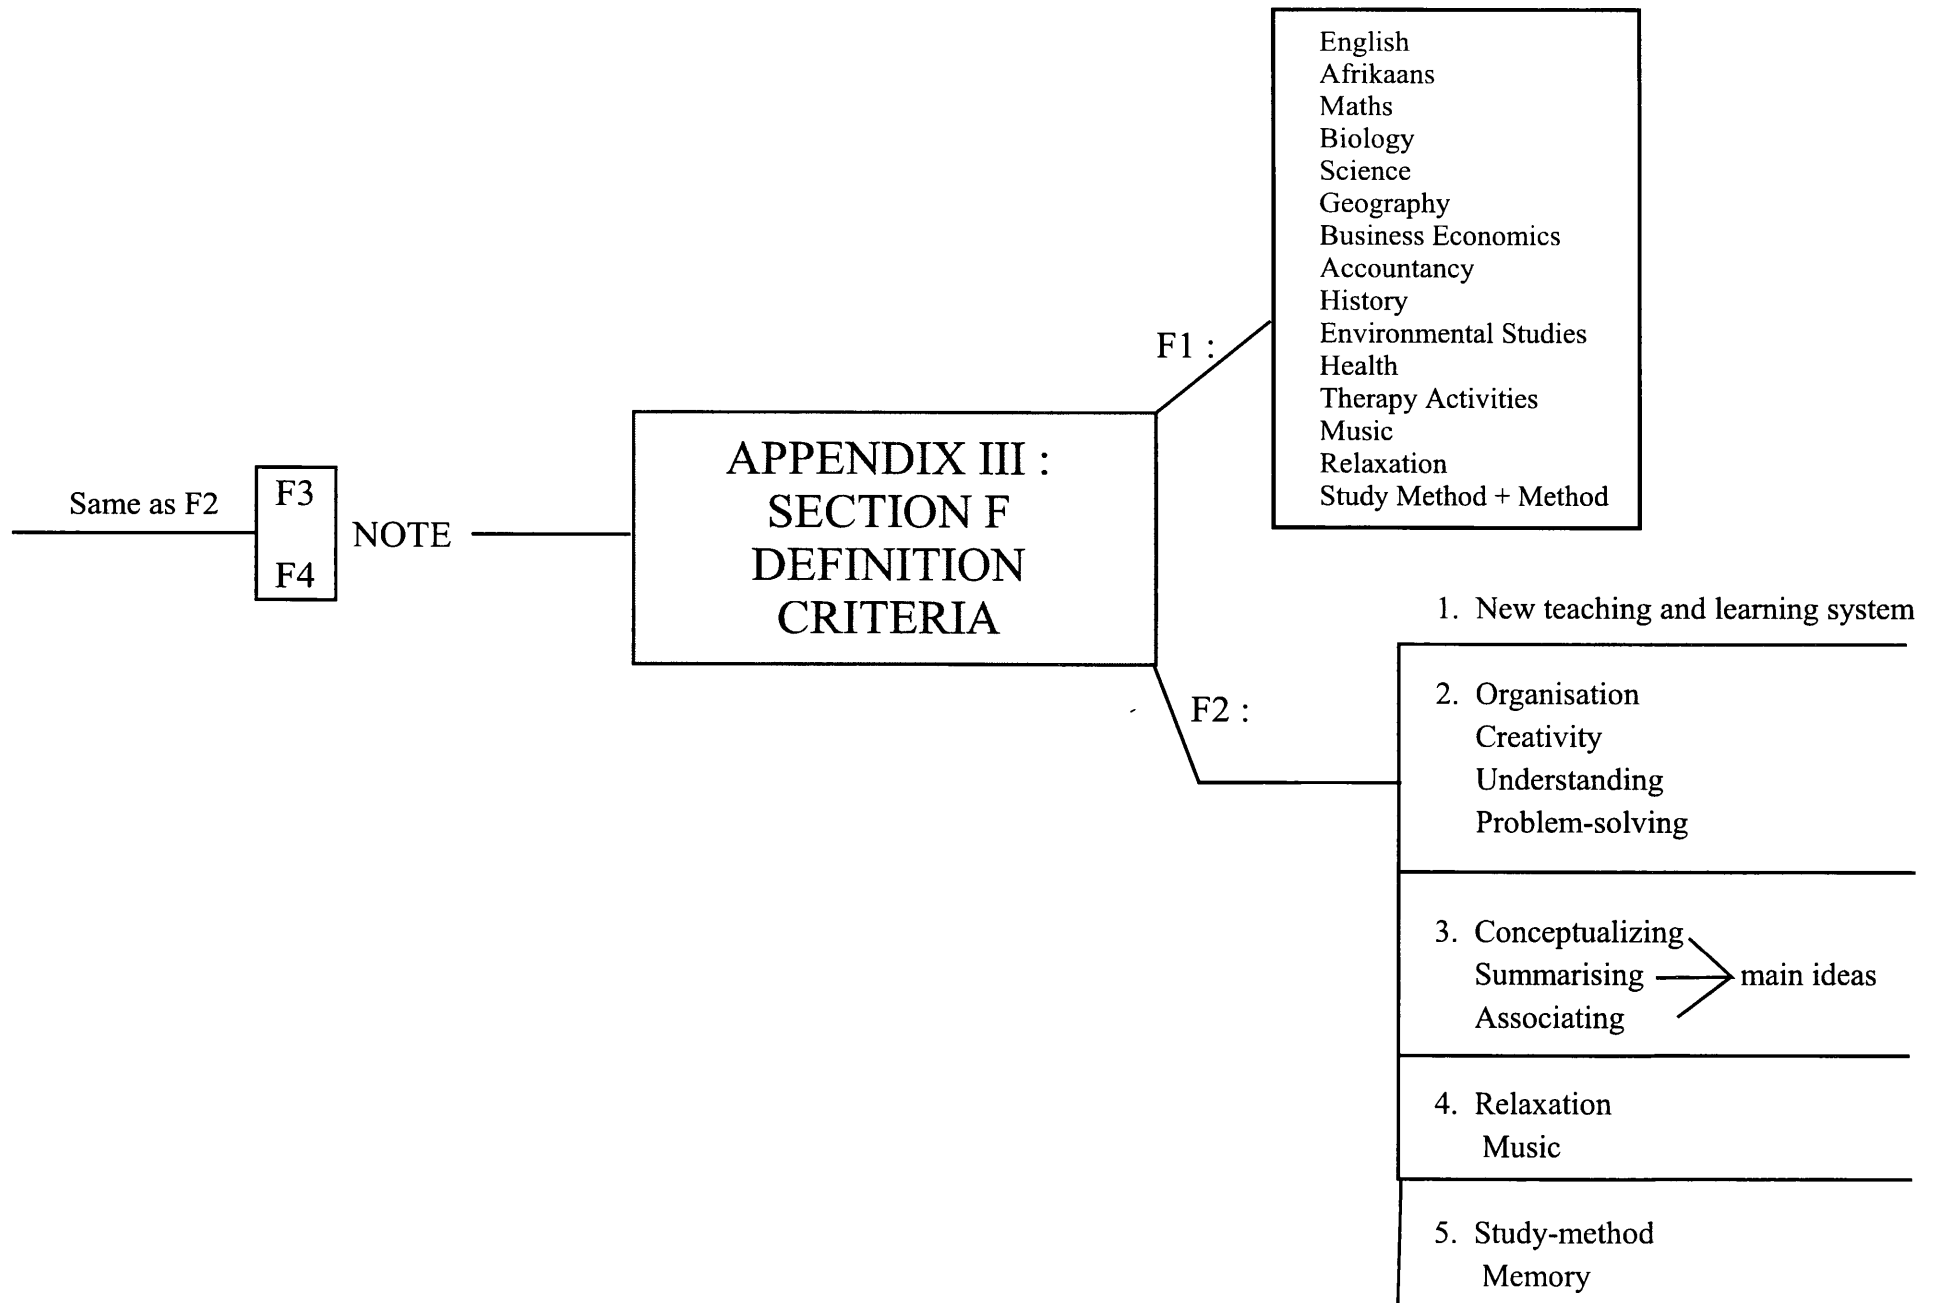 English
Afrikaans
Maths
Biology
Science
Geography
Business Economics
Accountancy
History
Environmental Studies
Health
Therapy Activities
Music
Relaxation
Study Method + Method
F1 :
APPENDIX III :
SECTION F
DEFINITION
CRITERIA
Same as F2
F3
F4
NOTE
F2 :
1. New teaching and learning system
2. Organisation
Creativity
Understanding
Problem-solving
3. Conceptualizing
Summarising
Associating
main ideas
4. Relaxation
Music
5. Study-method
Memory